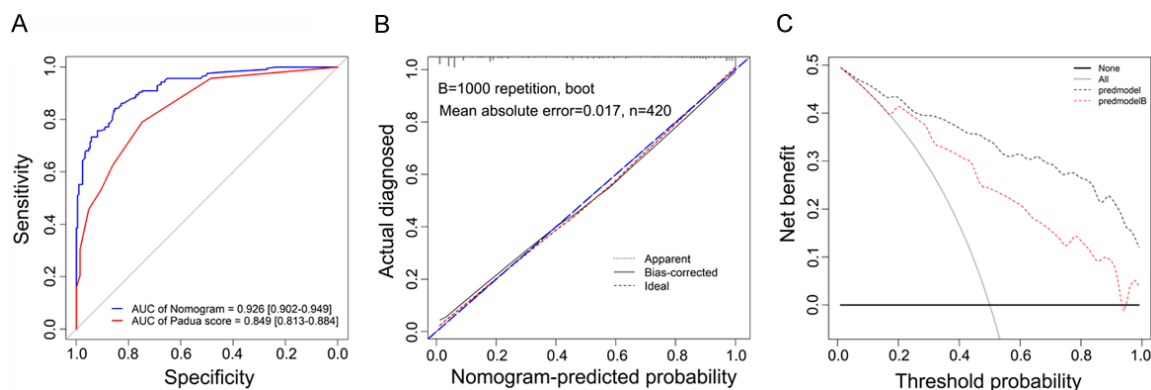 A
Sensitivity
0.0
0.2
0.4
0.6
0.8
1.0
AUC of Nomogram = 0.926 [0.902-0.949]
AUC of Padua score = 0.849 [0.813-0.884]
1.0 0.8 0.6 0.4 0.2 0.0
Specificity
B
Actual diagnosed
0.0
0.2
0.4
0.6
0.8
1.0
B=1000 repetition, boot
Mean absolute error=0.017, n=420
Apparent
Bias-corrected
Ideal
0.0 0.2 0.4 0.6 0.8 1.0
Nomogram-predicted probability
C
Net benefit
0.0
0.1
0.2
0.3
0.4
0.5
None
All
predmodel
predmodelB
0.0 0.2 0.4 0.6 0.8 1.0
Threshold probability